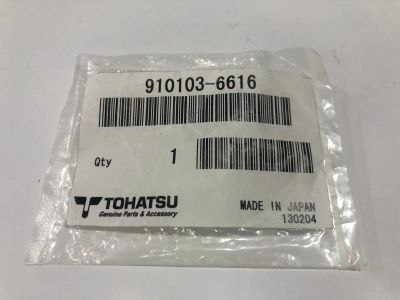 910103-6616
Qty 1
TOHATSU
Genuine Parts & Accessory
MADE IN JAPAN
130204